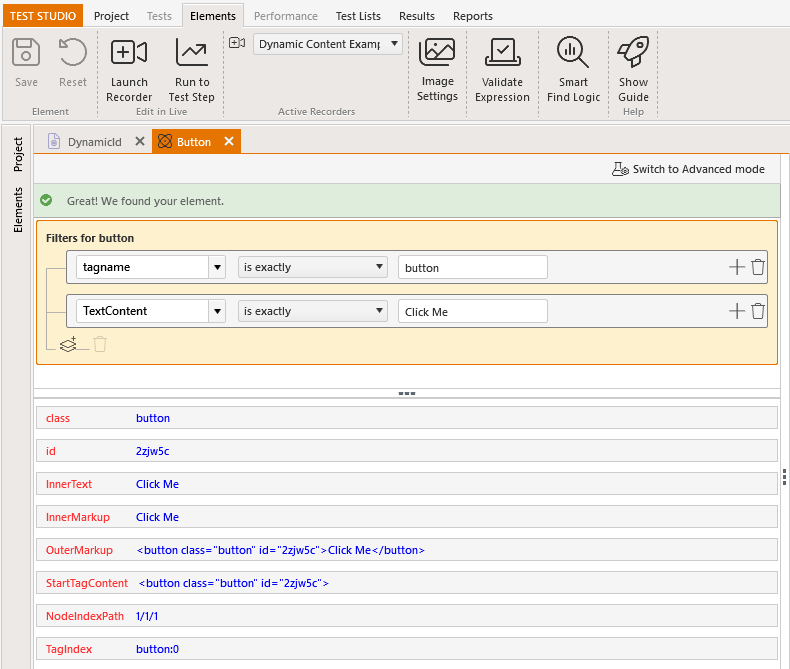 TEST STUDIO Project Tests Elements Performance Test Lists Results Reports
Save Reset Launch Recorder Run to Test Step Dynamic Content Examp Image Settings Validate Expression Smart Find Logic Show Guide
Element Edit in Live Active Recorders Help
Project
Elements
DynamicId Button
Switch to Advanced mode
Great! We found your element.
Filters for button
tagname is exactly button
TextContent is exactly Click Me
class button
id 2zjw5c
InnerText Click Me
InnerMarkup Click Me
OuterMarkup <button class="button" id="2zjw5c">Click Me</button>
StartTagContent <button class="button" id="2zjw5c">
NodeIndexPath 1/1/1
TagIndex button:0